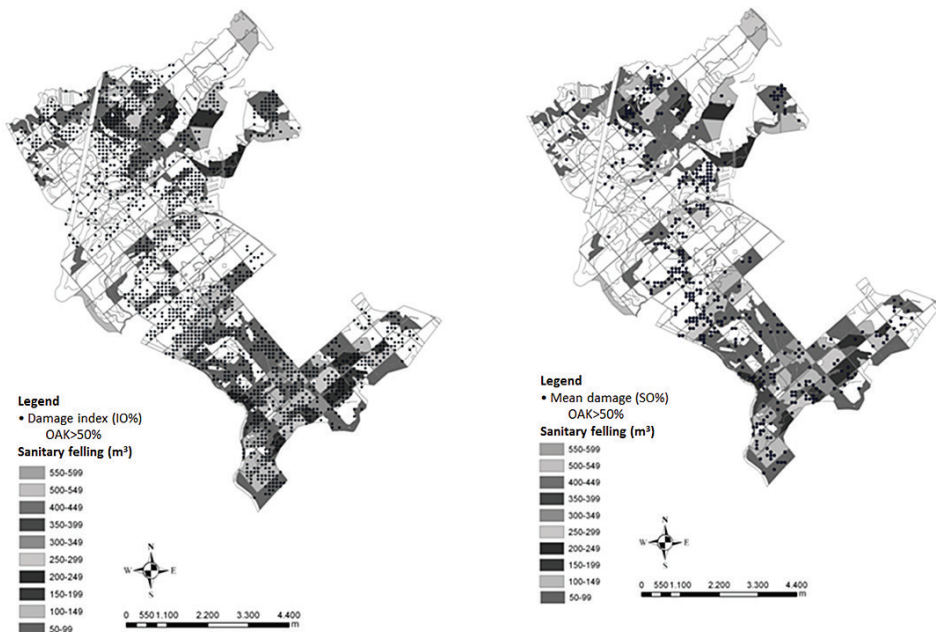 Legend
• Damage index (IO%)
OAK>50%
Sanitary felling (m³)
550-599
500-549
400-449
350-399
300-349
250-299
200-249
150-199
100-149
50-99
N
W E
S
0 550 1.100 2.200 3.300 4.400
m
Legend
• Mean damage (SO%)
OAK>50%
Sanitary felling (m³)
550-599
500-549
400-449
350-399
300-349
250-299
200-249
150-199
100-149
50-99
N
W E
S
0 550 1.100 2.200 3.300 4.400
m